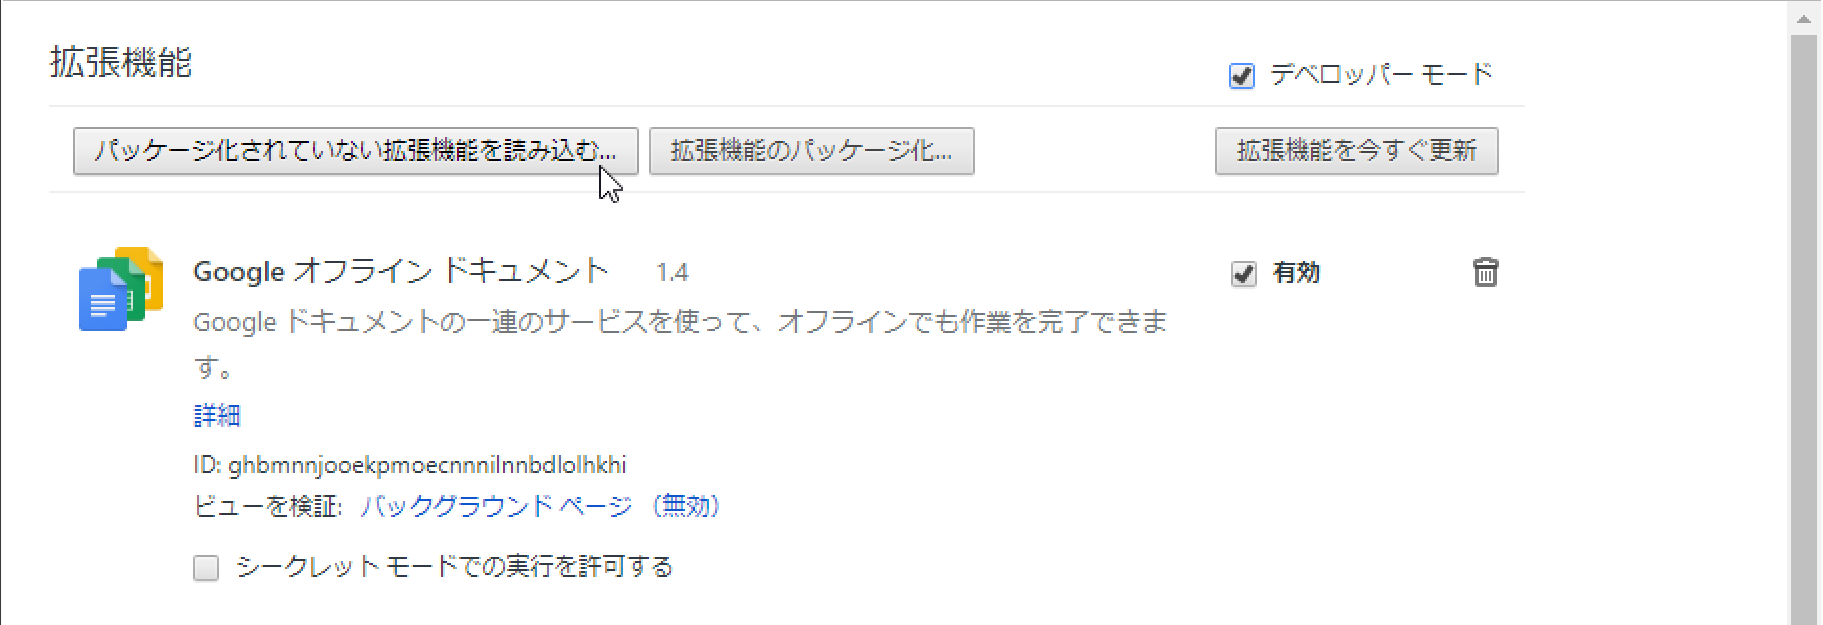 拡張機能
デベロッパー モード
パッケージ化されていない拡張機能を読み込む...
拡張機能のパッケージ化...
拡張機能を今すぐ更新
Google オフライン ドキュメント 1.4
有効
Google ドキュメントの一連のサービスを使って、オフラインでも作業を完了できま
す。
詳細
ID: ghbmnnjooekpmoecnnnilnnbdlolhkhi
ビューを検証: バックグラウンド ページ （無効）
シークレット モードでの実行を許可する